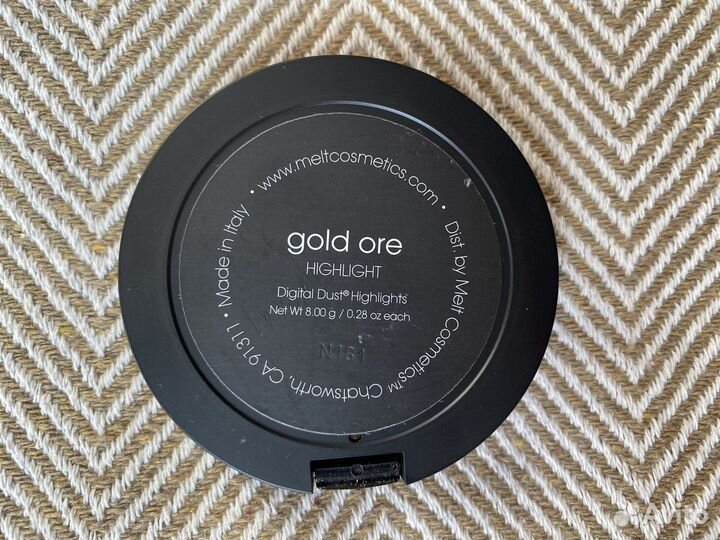 gold ore
HIGHLIGHT
Digital Dust® Highlights
Net Wt 8.00 g / 0.28 oz each
N161
• www.meltcosmetics.com • Dist. by Melt Cosmetics™ Chatsworth, CA 91311 • Made in Italy
Avito